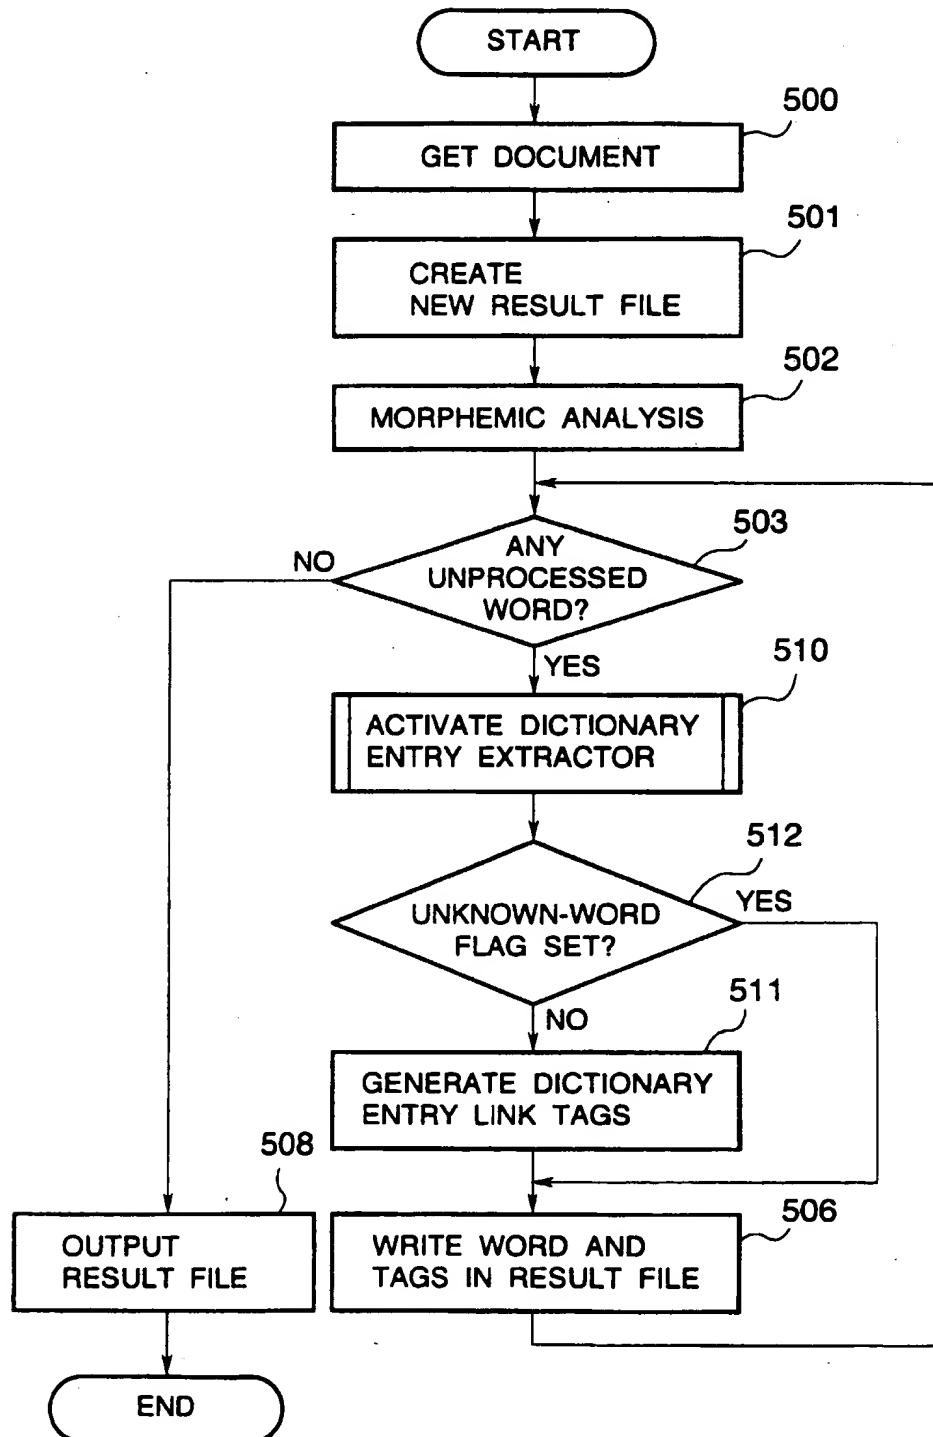 START
500
GET DOCUMENT
501
CREATE
NEW RESULT FILE
502
MORPHEMIC ANALYSIS
503
ANY
UNPROCESSED
WORD?
NO
YES
510
ACTIVATE DICTIONARY
ENTRY EXTRACTOR
512
UNKNOWN-WORD
FLAG SET?
YES
NO
511
GENERATE DICTIONARY
ENTRY LINK TAGS
508
OUTPUT
RESULT FILE
506
WRITE WORD AND
TAGS IN RESULT FILE
END